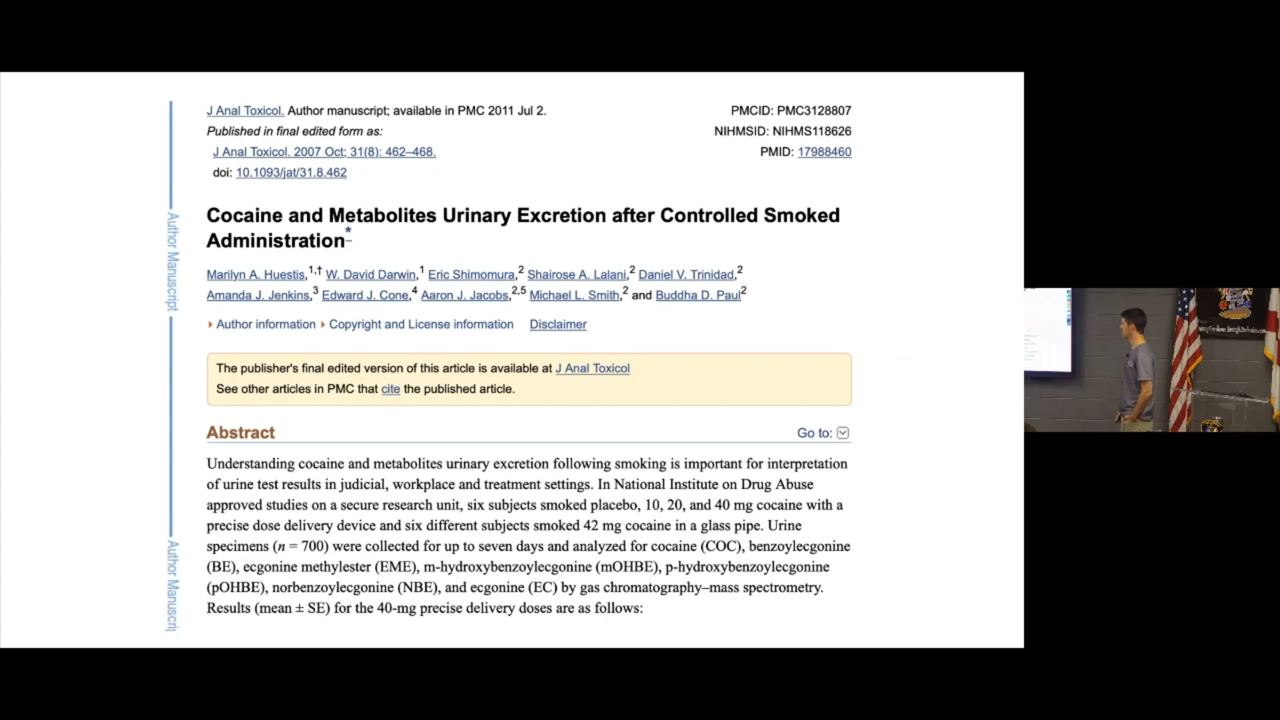 J Anal Toxicol. Author manuscript; available in PMC 2011 Jul 2.
Published in final edited form as:
J Anal Toxicol. 2007 Oct; 31(8): 462–468.
doi: 10.1093/jat/31.8.462
PMCID: PMC3128807
NIHMSID: NIHMS118626
PMID: 17988460
Cocaine and Metabolites Urinary Excretion after Controlled Smoked
Administration*
Marilyn A. Huestis,1,† W. David Darwin,1 Eric Shimomura,2 Shairose A. Lalani,2 Daniel V. Trinidad,2
Amanda J. Jenkins,3 Edward J. Cone,4 Aaron J. Jacobs,2,5 Michael L. Smith,2 and Buddha D. Paul2
Author information Copyright and License information Disclaimer
The publisher's final edited version of this article is available at J Anal Toxicol
See other articles in PMC that cite the published article.
Abstract
Go to:
Understanding cocaine and metabolites urinary excretion following smoking is important for interpretation
of urine test results in judicial, workplace and treatment settings. In National Institute on Drug Abuse
approved studies on a secure research unit, six subjects smoked placebo, 10, 20, and 40 mg cocaine with a
precise dose delivery device and six different subjects smoked 42 mg cocaine in a glass pipe. Urine
specimens (n = 700) were collected for up to seven days and analyzed for cocaine (COC), benzoylecgonine
(BE), ecgonine methylester (EME), m-hydroxybenzoylecgonine (mOHBE), p-hydroxybenzoylecgonine
(pOHBE), norbenzoylecgonine (NBE), and ecgonine (EC) by gas chromatography–mass spectrometry.
Results (mean ± SE) for the 40-mg precise delivery doses are as follows:
Author Manuscript
Author Manuscrip